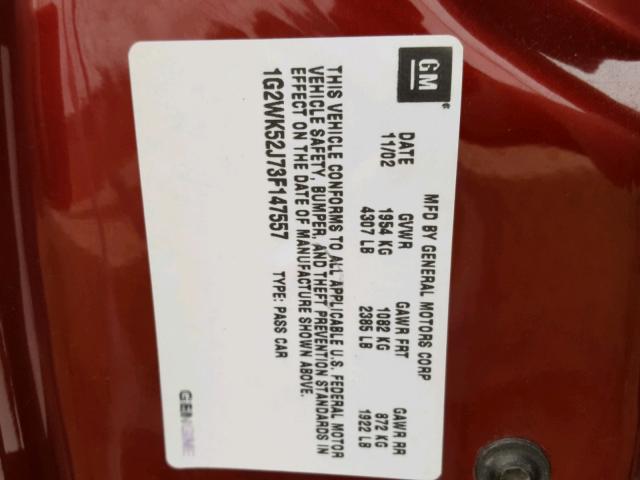 GM
MFD BY GENERAL MOTORS CORP
DATE GVWR GAWR FRT GAWR RR
11/02 1954 KG 1082 KG 872 KG
4307 LB 2385 LB 1922 LB
THIS VEHICLE CONFORMS TO ALL APPLICABLE U.S. FEDERAL MOTOR
VEHICLE SAFETY, BUMPER, AND THEFT PREVENTION STANDARDS IN
EFFECT ON THE DATE OF MANUFACTURE SHOWN ABOVE.
1G2WK52J73F147557 TYPE: PASS CAR